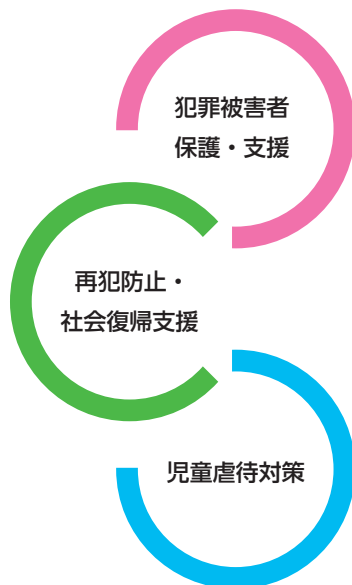 犯罪被害者
保護・支援
再犯防止・
社会復帰支援
児童虐待対策